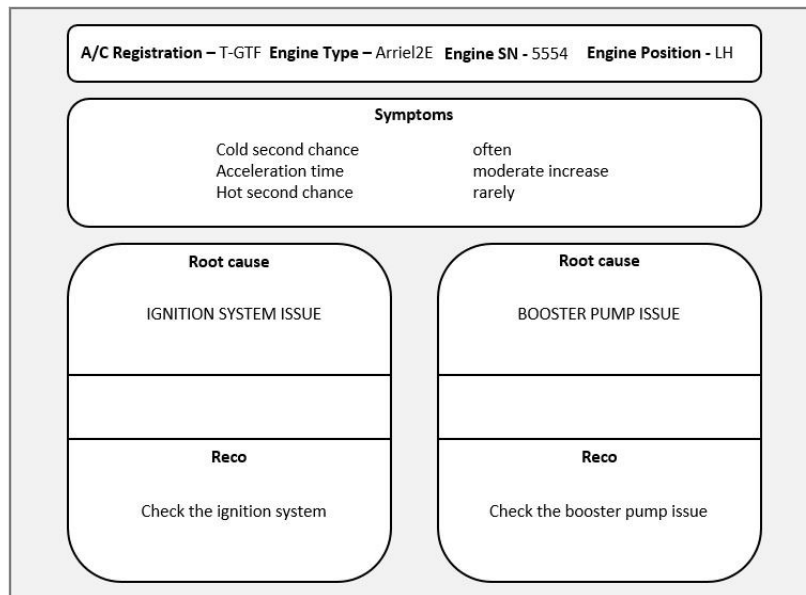 A/C Registration – T-GTF Engine Type – Arriel2E Engine SN - 5554 Engine Position - LH
Symptoms
Cold second chance often
Acceleration time moderate increase
Hot second chance rarely
Root cause
IGNITION SYSTEM ISSUE
Reco
Check the ignition system
Root cause
BOOSTER PUMP ISSUE
Reco
Check the booster pump issue